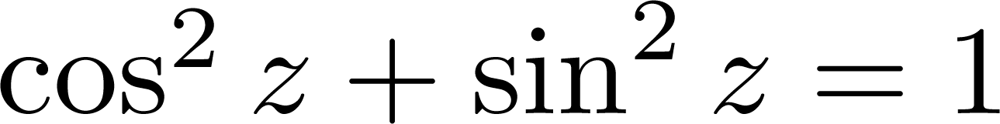 cos² z + sin² z = 1